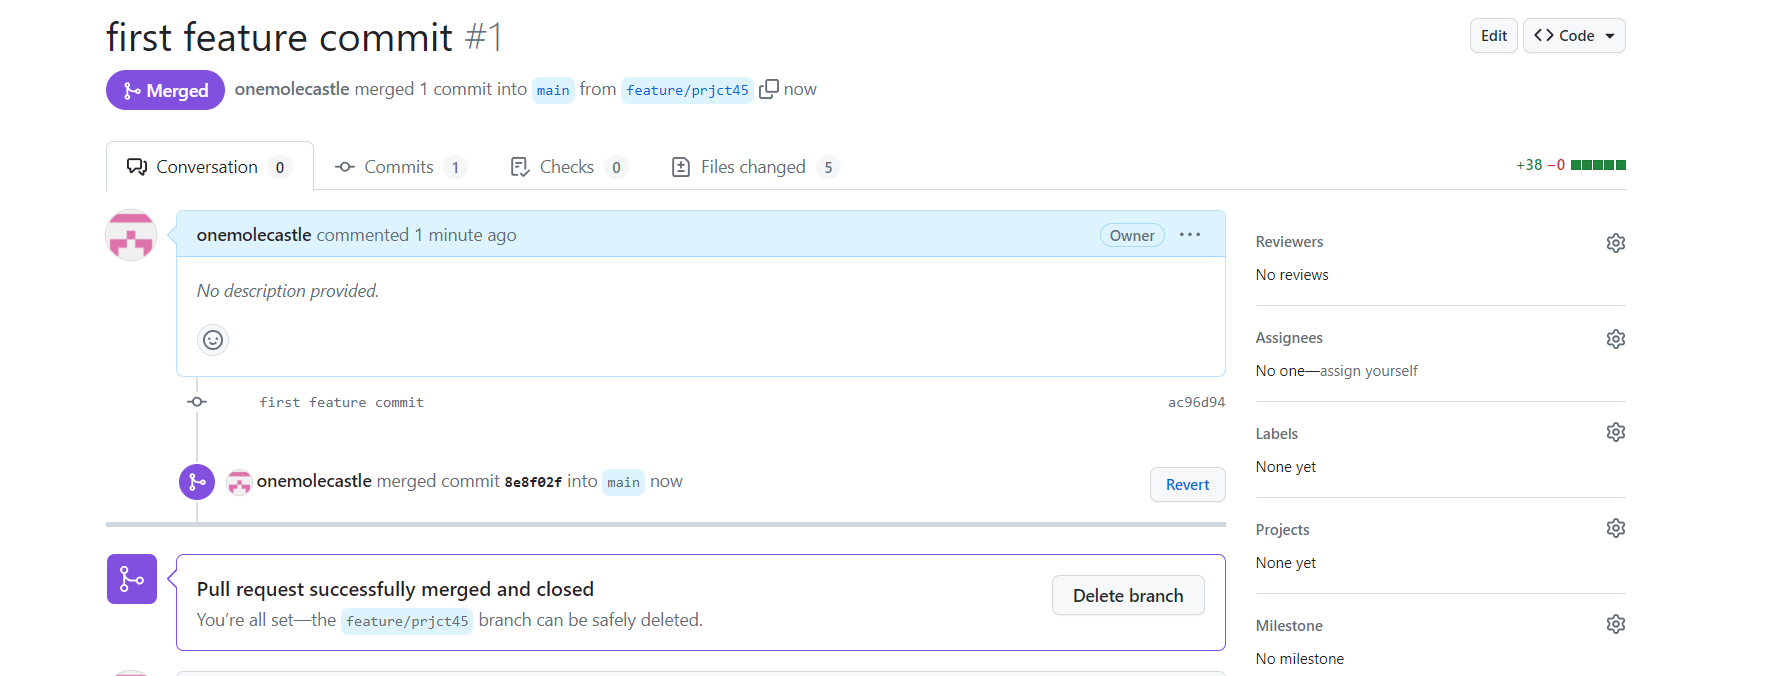 first feature commit #1
Edit
Code
Merged
onemolecastle merged 1 commit into main from feature/prjct45 now
Conversation 0
Commits 1
Checks 0
Files changed 5
+38 −0
onemolecastle commented 1 minute ago
Owner
No description provided.
first feature commit
ac96d94
onemolecastle merged commit 8e8f02f into main now
Revert
Pull request successfully merged and closed
You’re all set—the feature/prjct45 branch can be safely deleted.
Delete branch
Reviewers
No reviews
Assignees
No one—assign yourself
Labels
None yet
Projects
None yet
Milestone
No milestone